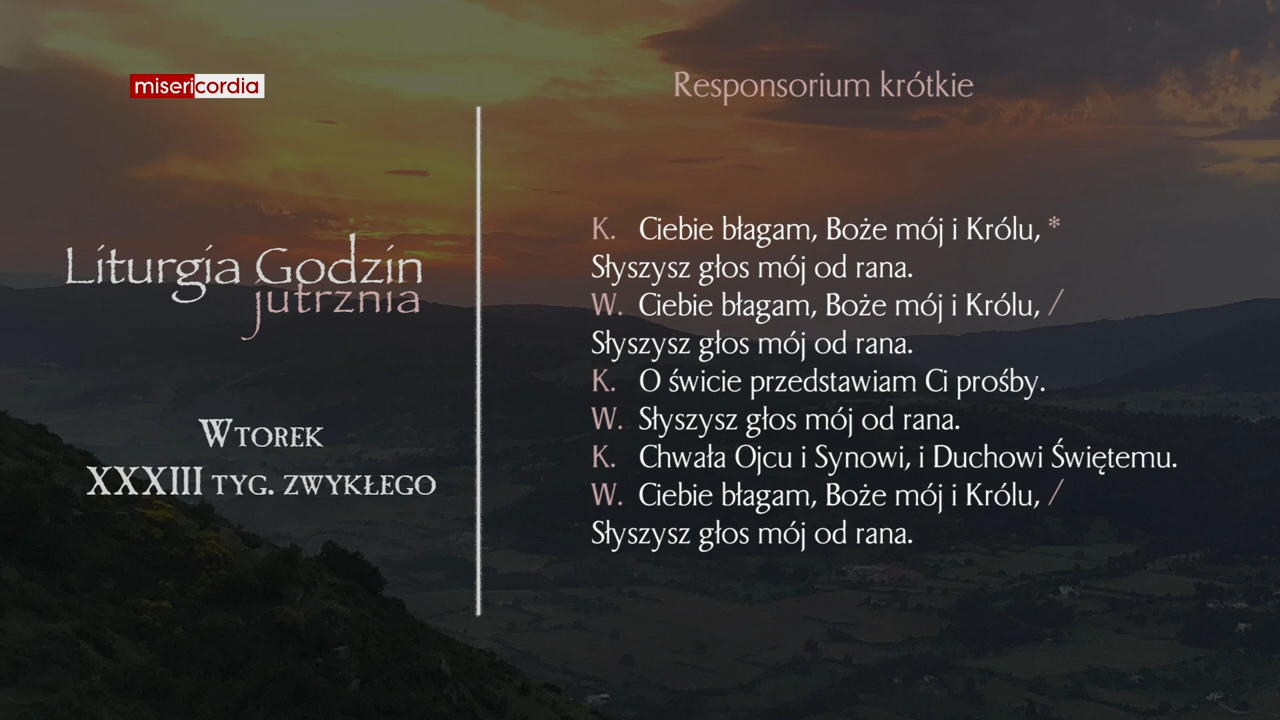 misericordia
Liturgia Godzin
jutrznia
Wtorek
XXXIII tyg. zwykłego
Responsorium krótkie
K. Ciebie błagam, Boże mój i Królu, *
Słyszysz głos mój od rana.
W. Ciebie błagam, Boże mój i Królu, /
Słyszysz głos mój od rana.
K. O świcie przedstawiam Ci prośby.
W. Słyszysz głos mój od rana.
K. Chwała Ojcu i Synowi, i Duchowi Świętemu.
W. Ciebie błagam, Boże mój i Królu, /
Słyszysz głos mój od rana.